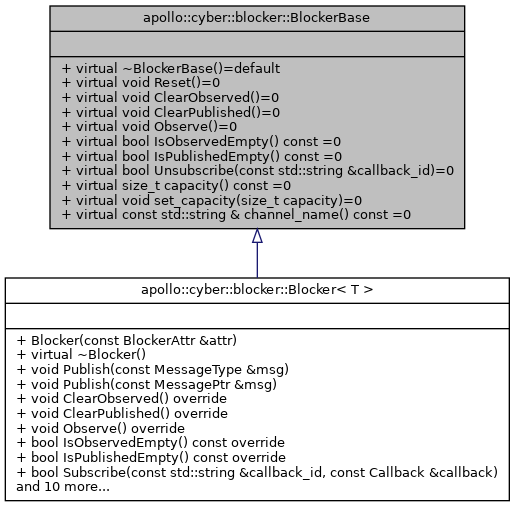 apollo::cyber::blocker::BlockerBase
+ virtual ~BlockerBase()=default
+ virtual void Reset()=0
+ virtual void ClearObserved()=0
+ virtual void ClearPublished()=0
+ virtual void Observe()=0
+ virtual bool IsObservedEmpty() const =0
+ virtual bool IsPublishedEmpty() const =0
+ virtual bool Unsubscribe(const std::string &callback_id)=0
+ virtual size_t capacity() const =0
+ virtual void set_capacity(size_t capacity)=0
+ virtual const std::string & channel_name() const =0
apollo::cyber::blocker::Blocker< T >
+ Blocker(const BlockerAttr &attr)
+ virtual ~Blocker()
+ void Publish(const MessageType &msg)
+ void Publish(const MessagePtr &msg)
+ void ClearObserved() override
+ void ClearPublished() override
+ void Observe() override
+ bool IsObservedEmpty() const override
+ bool IsPublishedEmpty() const override
+ bool Subscribe(const std::string &callback_id, const Callback &callback)
and 10 more...